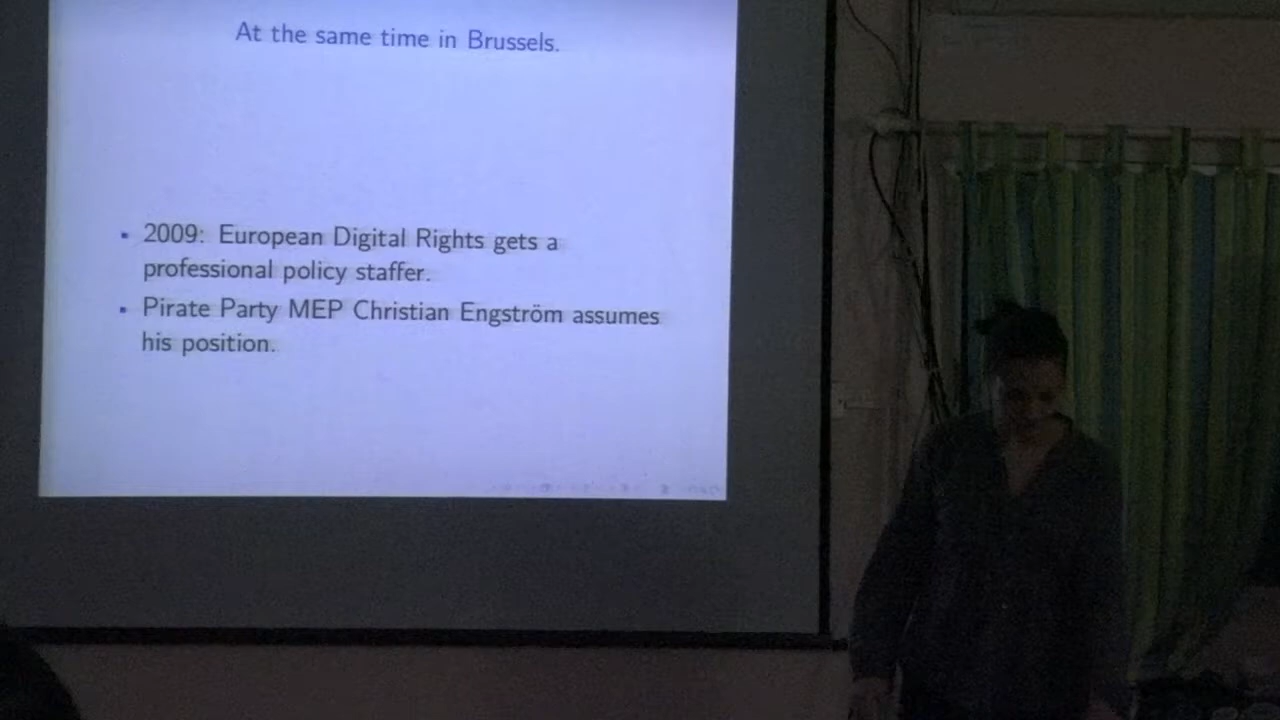 At the same time in Brussels.
2009: European Digital Rights gets a
professional policy staffer.
Pirate Party MEP Christian Engström assumes
his position.